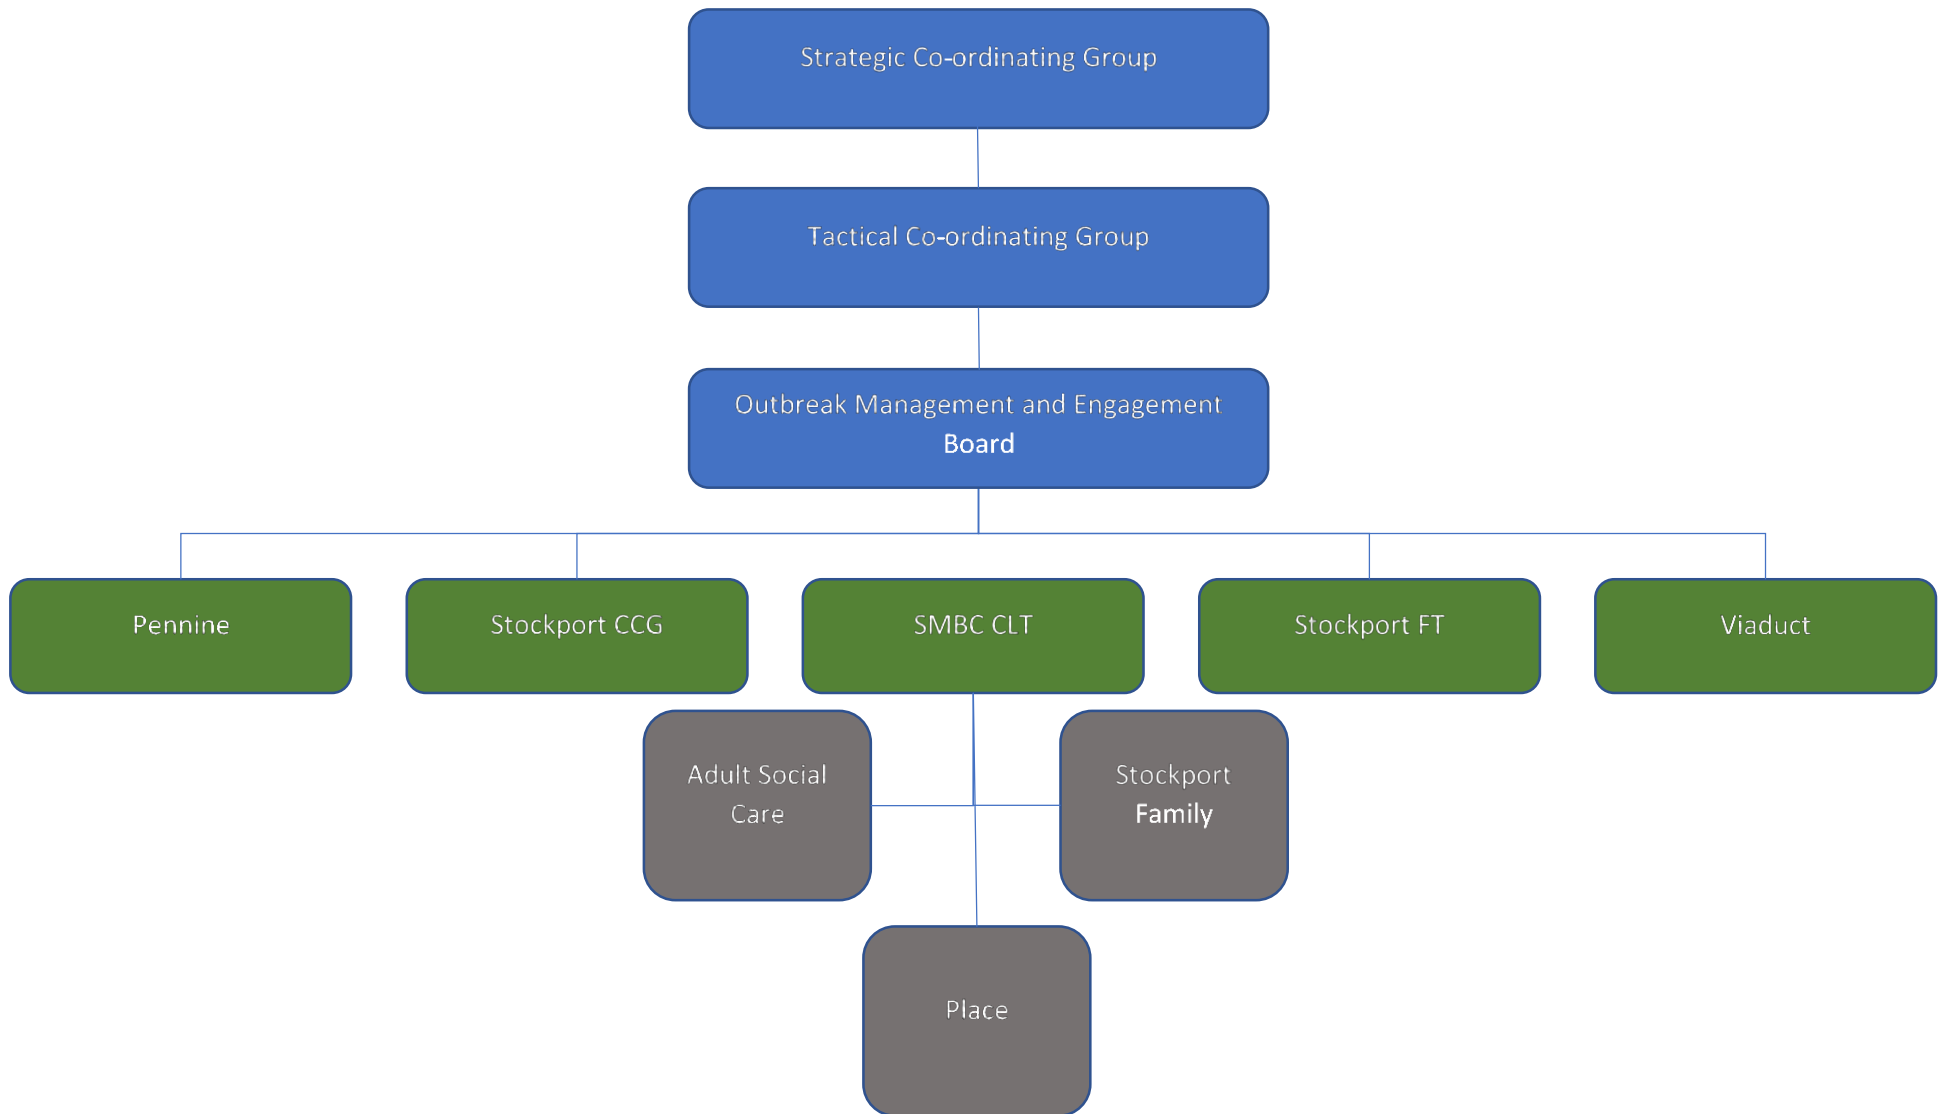 Strategic Co-ordinating Group
Tactical Co-ordinating Group
Outbreak Management and Engagement
Board
Pennine
Stockport CCG
SMBC CLT
Stockport FT
Viaduct
Adult Social
Care
Stockport
Family
Place